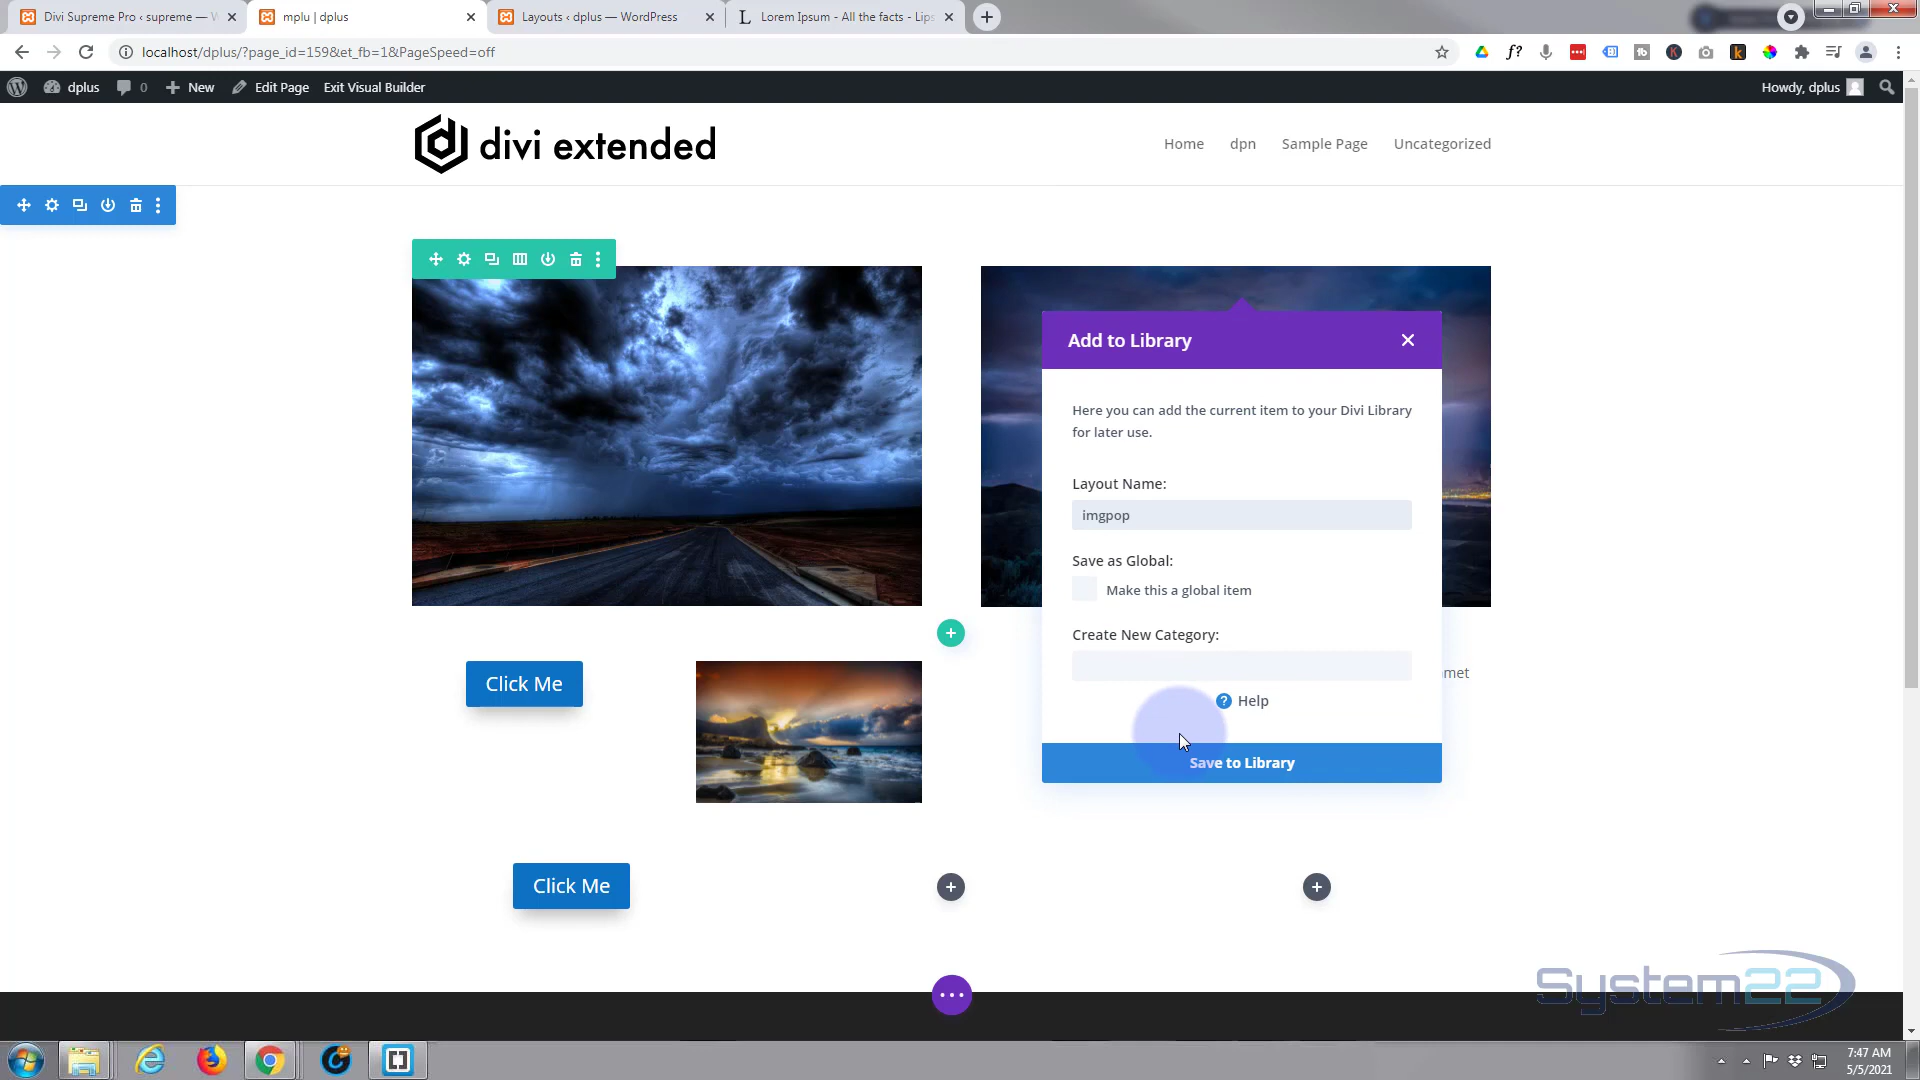 Divi Supreme Pro ‹ supreme — W
mplu | dplus
Layouts ‹ dplus — WordPress
Lorem Ipsum - All the facts - Lips
localhost/dplus/?page_id=159&et_fb=1&PageSpeed=off
dplus
0
New
Edit Page
Exit Visual Builder
Howdy, dplus
divi extended
Home
dpn
Sample Page
Uncategorized
Add to Library
Here you can add the current item to your Divi Library
for later use.
Layout Name:
imgpop
Save as Global:
Make this a global item
Create New Category:
Help
Save to Library
Click Me
met
Click Me
System22
7:47 AM
5/5/2021